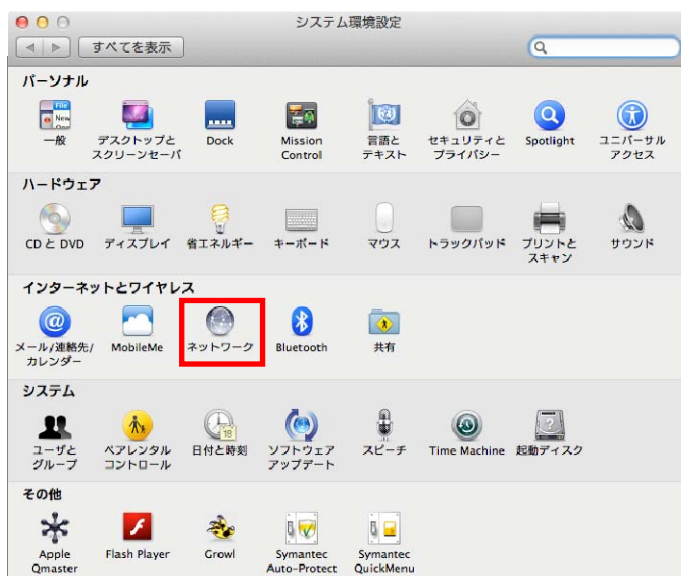 システム環境設定
すべてを表示
パーソナル
一般
デスクトップと
スクリーンセーバ
Dock
Mission
Control
言語と
テキスト
セキュリティと
プライバシー
Spotlight
ユニバーサル
アクセス
ハードウェア
CD と DVD
ディスプレイ
省エネルギー
キーボード
マウス
トラックパッド
プリントと
スキャン
サウンド
インターネットとワイヤレス
メール/連絡先/
カレンダー
MobileMe
ネットワーク
Bluetooth
共有
システム
ユーザと
グループ
ペアレンタル
コントロール
18
日付と時刻
ソフトウェア
アップデート
スピーチ
Time Machine
起動ディスク
その他
Apple
Qmaster
Flash Player
Growl
Symantec
Auto-Protect
Symantec
QuickMenu